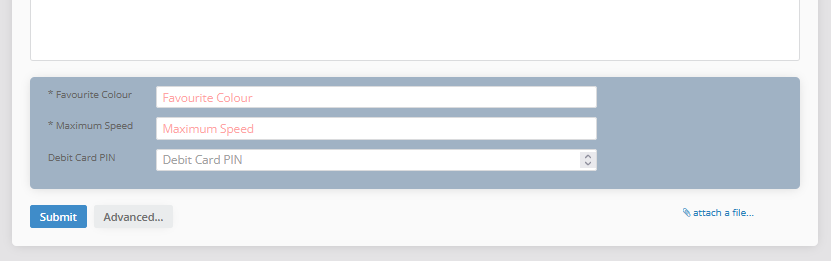 * Favourite Colour Favourite Colour
* Maximum Speed Maximum Speed
Debit Card PIN Debit Card PIN
Submit Advanced... attach a file...